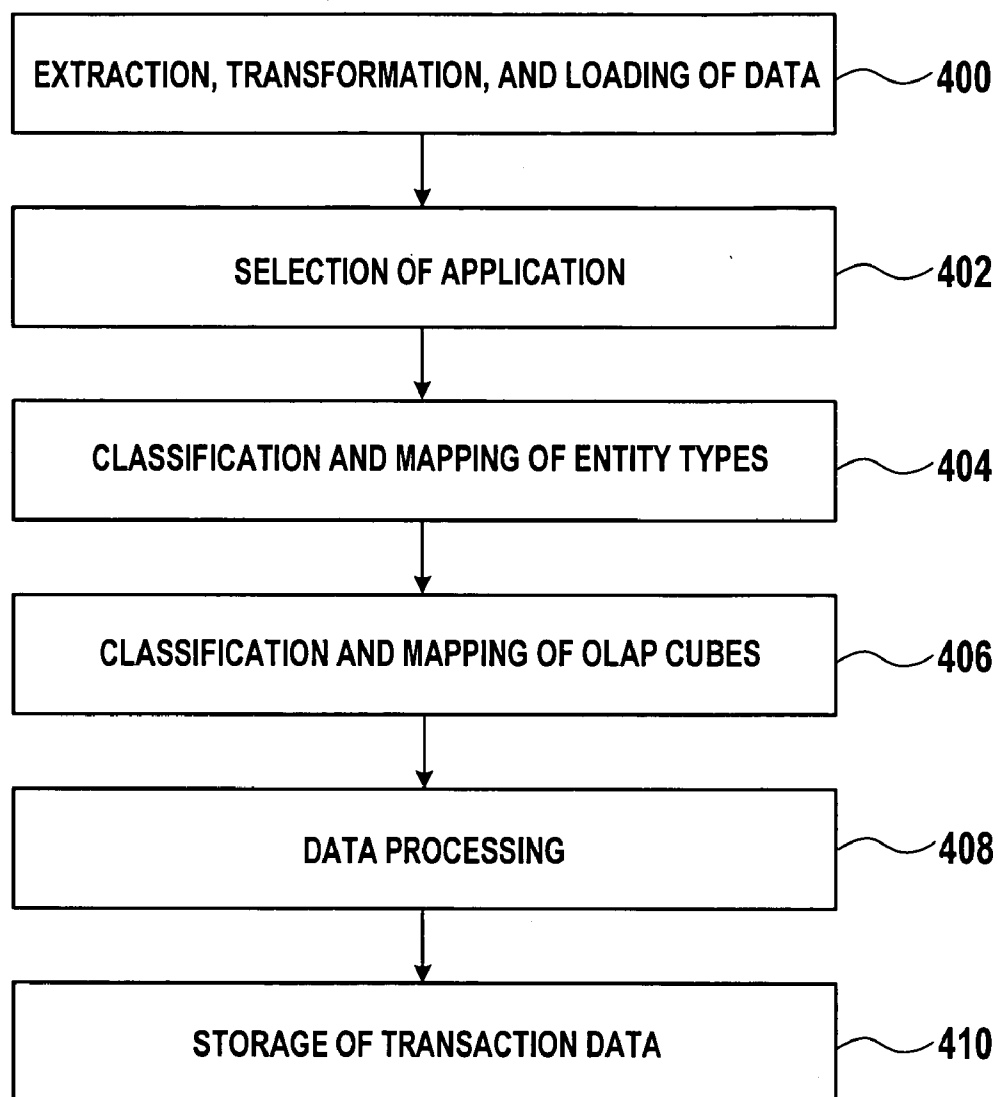 EXTRACTION, TRANSFORMATION, AND LOADING OF DATA 400
SELECTION OF APPLICATION 402
CLASSIFICATION AND MAPPING OF ENTITY TYPES 404
CLASSIFICATION AND MAPPING OF OLAP CUBES 406
DATA PROCESSING 408
STORAGE OF TRANSACTION DATA 410